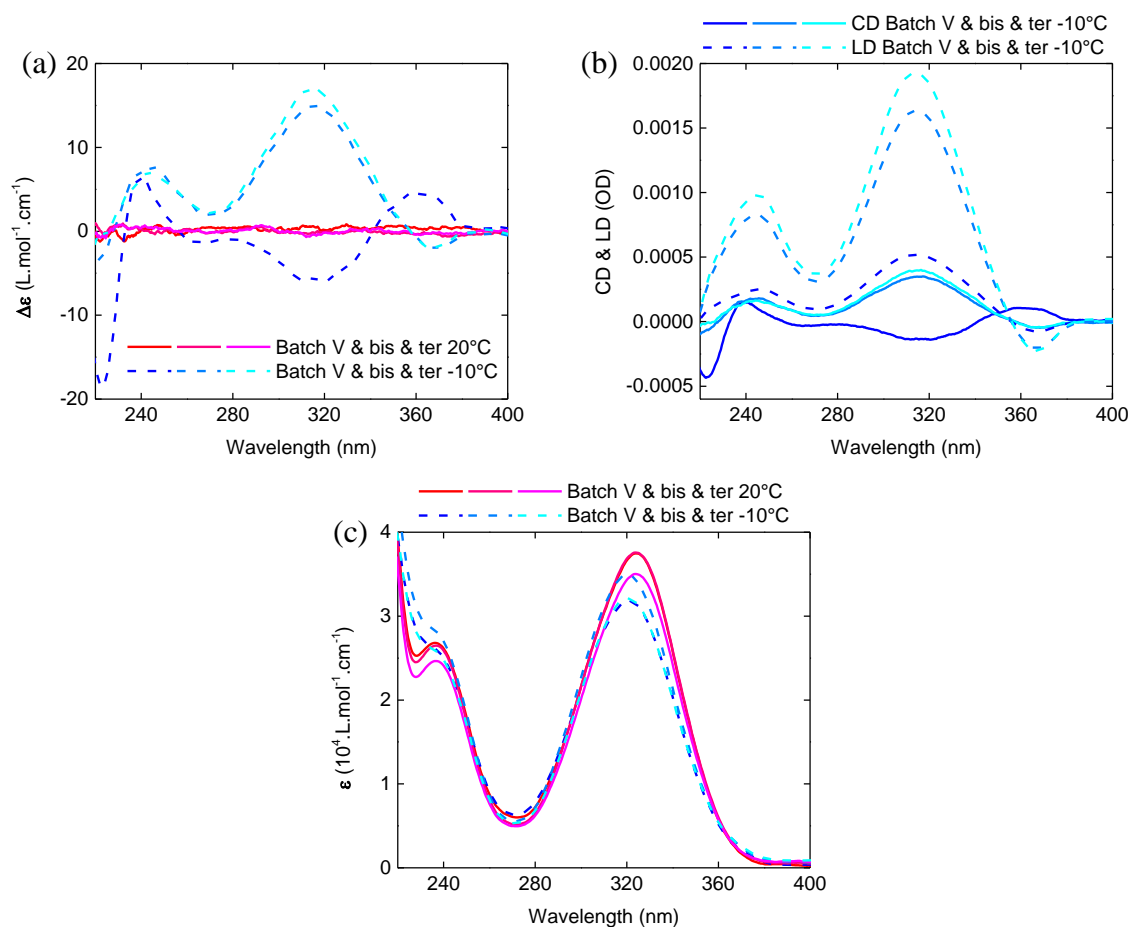 (a)
20
10
0
-10
-20
Δε (L.mol⁻¹.cm⁻¹)
Batch V & bis & ter 20°C
Batch V & bis & ter -10°C
240 280 320 360 400
Wavelength (nm)
CD Batch V & bis & ter -10°C
LD Batch V & bis & ter -10°C
(b)
0.0020
0.0015
0.0010
0.0005
0.0000
-0.0005
CD & LD (OD)
240 280 320 360 400
Wavelength (nm)
Batch V & bis & ter 20°C
Batch V & bis & ter -10°C
(c)
4
3
2
1
0
ε (10⁴.L.mol⁻¹.cm⁻¹)
240 280 320 360 400
Wavelength (nm)